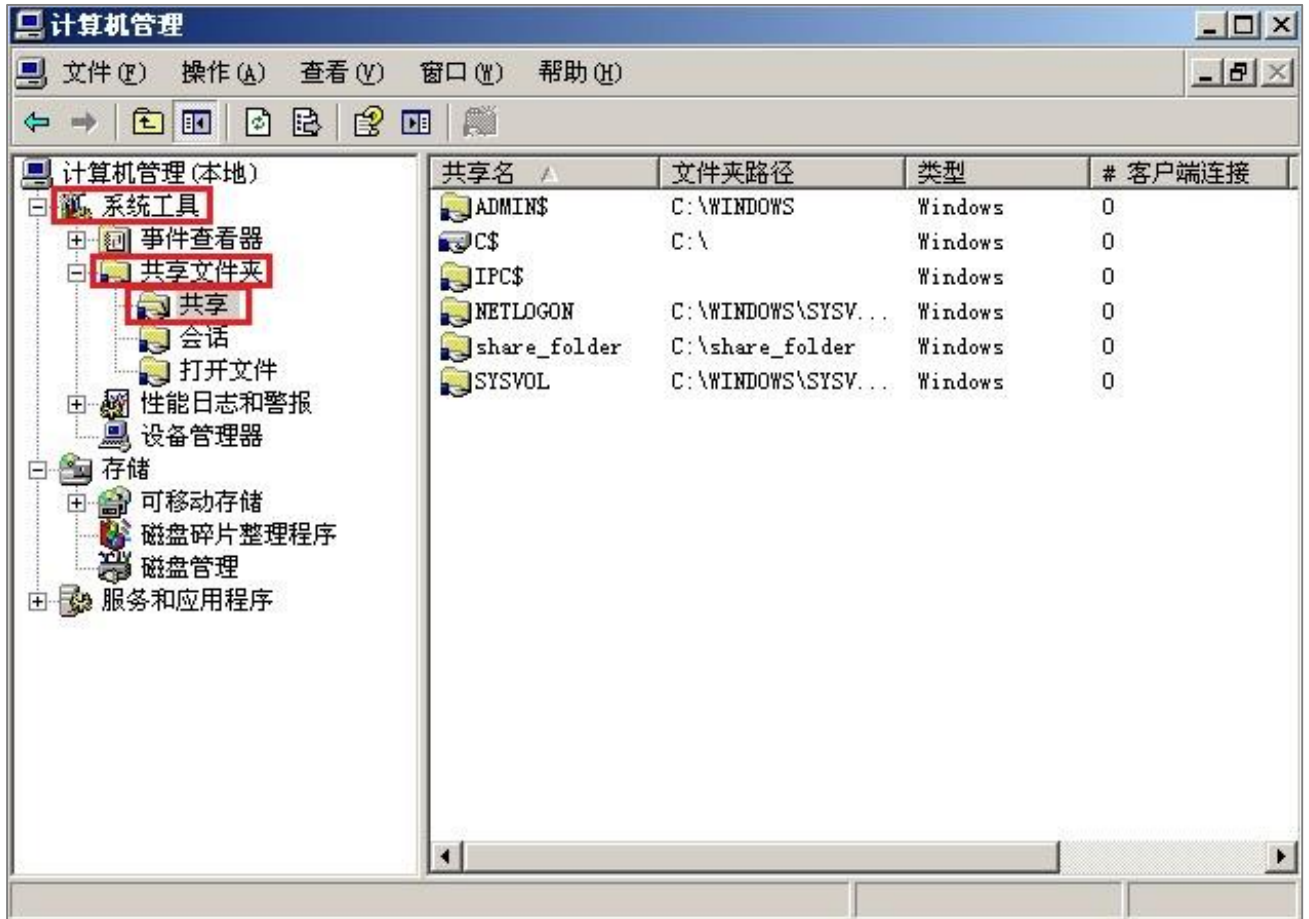 计算机管理
文件(F) 操作(A) 查看(V) 窗口(W) 帮助(H)
计算机管理(本地)
系统工具
事件查看器
共享文件夹
共享
会话
打开文件
性能日志和警报
设备管理器
存储
可移动存储
磁盘碎片整理程序
磁盘管理
服务和应用程序
共享名 文件夹路径 类型 # 客户端连接
ADMIN$ C:\WINDOWS Windows 0
C$ C:\ Windows 0
IPC$ Windows 0
NETLOGON C:\WINDOWS\SYSV... Windows 0
share_folder C:\share_folder Windows 0
SYSVOL C:\WINDOWS\SYSV... Windows 0